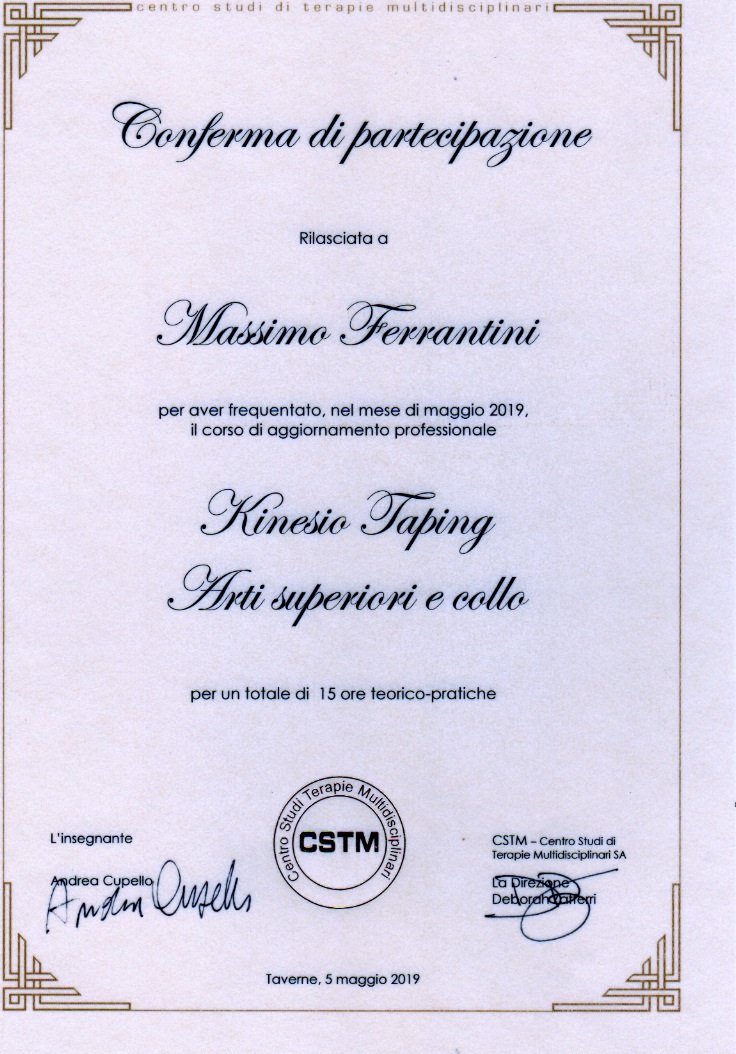 centro studi di terapie multidisciplinari
Conferma di partecipazione
Rilasciata a
Massimo Ferrantini
per aver frequentato, nel mese di maggio 2019,
il corso di aggiornamento professionale
Kinesio Taping
Arti superiori e collo
per un totale di 15 ore teorico-pratiche
Centro Studi Terapie Multidisciplinari
CSTM
L'insegnante
Andrea Cupello
Andrea Cupello
CSTM – Centro Studi di
Terapie Multidisciplinari SA
La Direzione
Deborah
Taverne, 5 maggio 2019